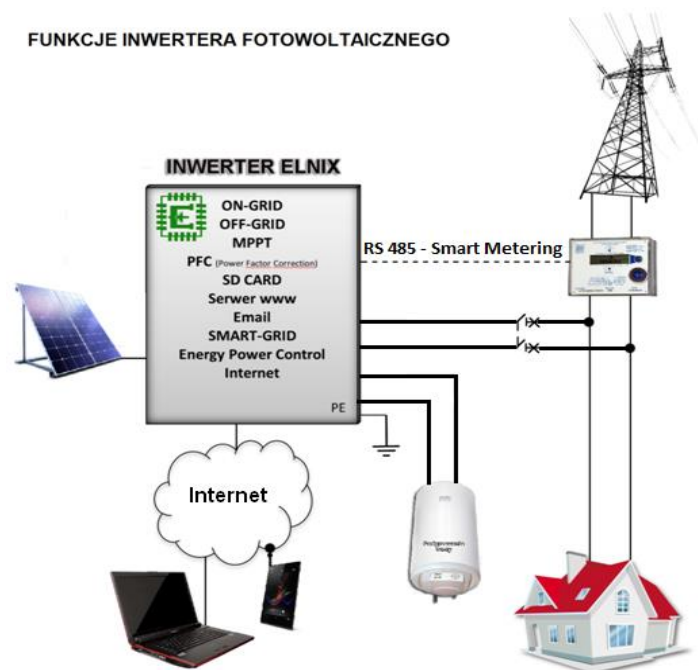 FUNKCJE INWERTERA FOTOWOLTAICZNEGO
INWERTER ELNIX
ON-GRID
OFF-GRID
MPPT
PFC (Power Factor Correction)
SD CARD
Serwer www
Email
SMART-GRID
Energy Power Control
Internet
PE
RS 485 - Smart Metering
Internet